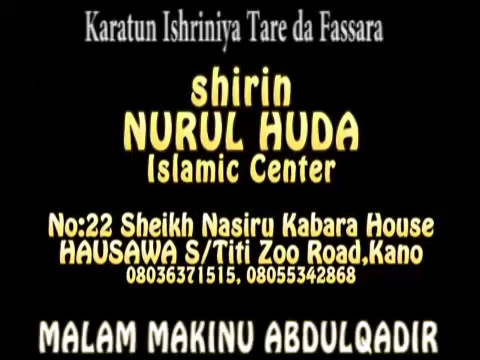 Karatun Ishriniya Tare da Fassara
shirin
NURUL HUDA
Islamic Center
No:22 Sheikh Nasiru Kabara House
HAUSAWA S/Titi Zoo Road,Kano
08036371515, 08055342868
MALAM MAKINU ABDULQADIR